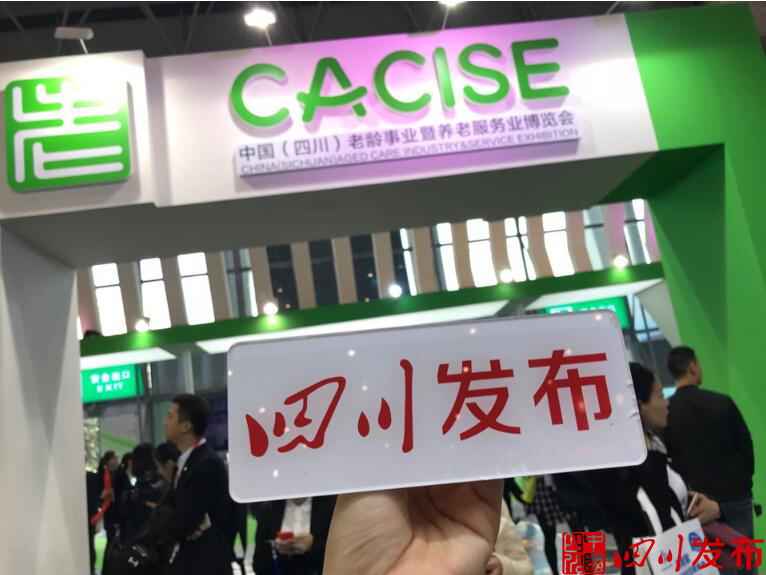 老
CACISE
中国(四川)老龄事业暨养老服务业博览会
CHINA(SICHUAN)AGED CARE INDUSTRY&SERVICE EXHIBITION
安全出口
EXIT
四川发布
四川发布